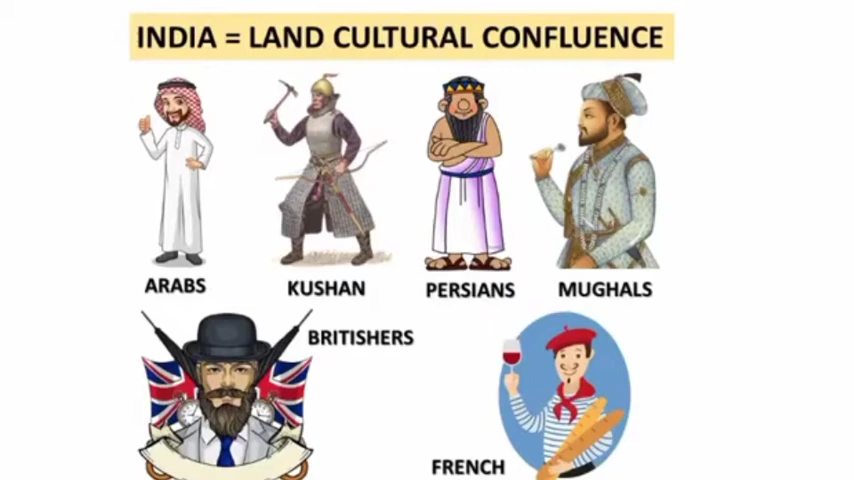 INDIA = LAND CULTURAL CONFLUENCE
ARABS
KUSHAN
PERSIANS
MUGHALS
BRITISHERS
FRENCH